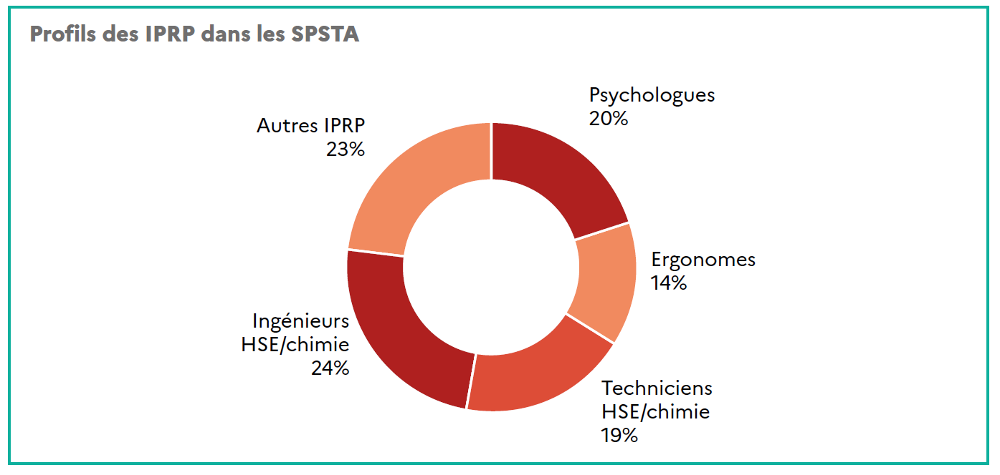 Profils des IPRP dans les SPSTA
Psychologues
20%
Autres IPRP
23%
Ergonomes
14%
Ingénieurs
HSE/chimie
24%
Techniciens
HSE/chimie
19%